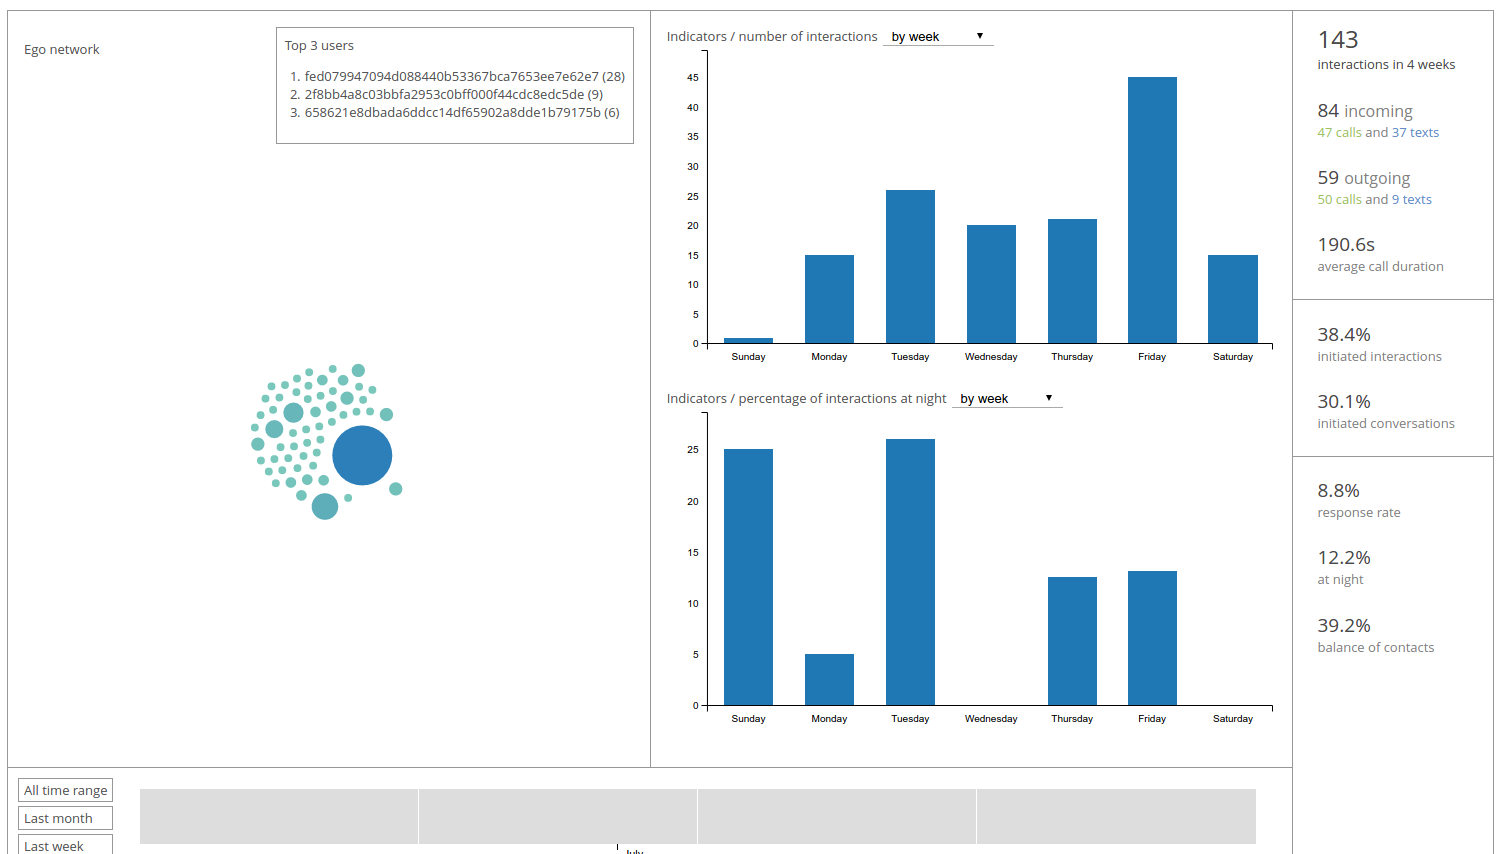 Ego network
Top 3 users
1. fed079947094d088440b53367bca7653ee7e62e7 (28)
2. 2f8bb4a8c03bbfa2953c0bff000f44cdc8edc5de (9)
3. 658621e8dbada6ddcc14df65902a8dde1b79175b (6)
Indicators / number of interactions by week
45
40
35
30
25
20
15
10
5
0
Sunday Monday Tuesday Wednesday Thursday Friday Saturday
Indicators / percentage of interactions at night by week
25
20
15
10
5
0
Sunday Monday Tuesday Wednesday Thursday Friday Saturday
143
interactions in 4 weeks
84 incoming
47 calls and 37 texts
59 outgoing
50 calls and 9 texts
190.6s
average call duration
38.4%
initiated interactions
30.1%
initiated conversations
8.8%
response rate
12.2%
at night
39.2%
balance of contacts
All time range
Last month
Last week
July